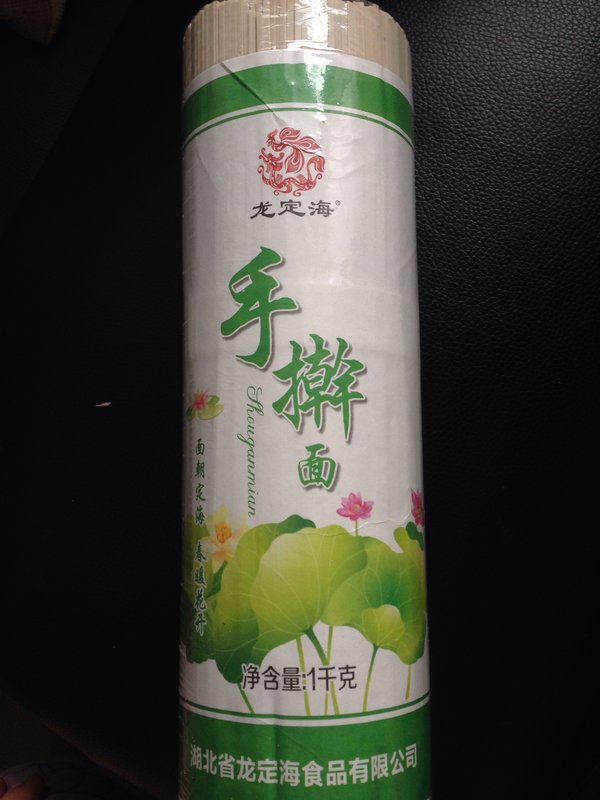 龙定海®
手擀面
Shouganmian
面朝定海 春暖花开
净含量:1千克
湖北省龙定海食品有限公司